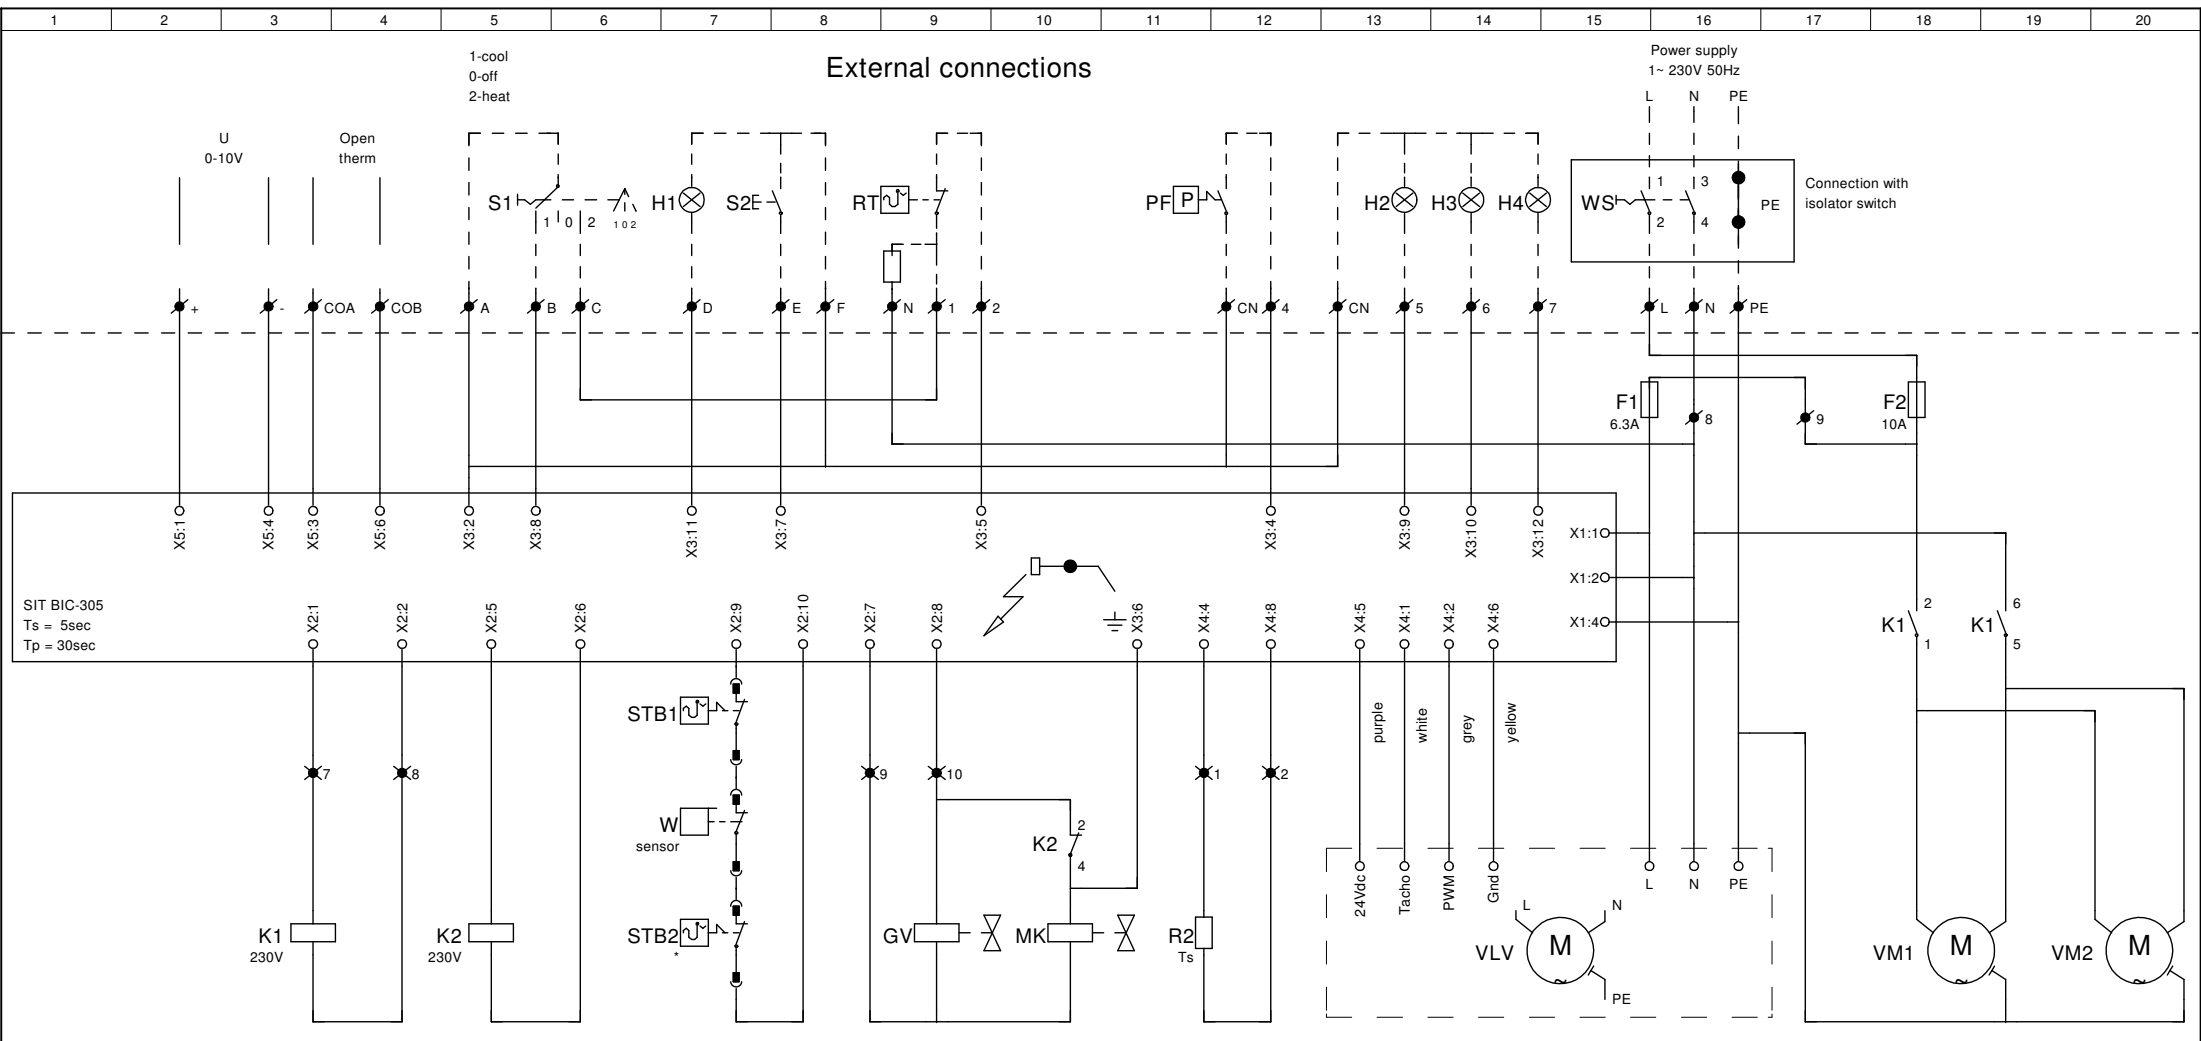 1 2 3 4 5 6 7 8 9 10 11 12 13 14 15 16 17 18 19 20
1-cool
0-off
2-heat
External connections
Power supply
1~ 230V 50Hz
L N PE
U
0-10V
Open
therm
S1
1 0 2
1 0 2
H1
S2
RT
PF
P
H2
H3
H4
WS
1
2
3
4
PE
Connection with
isolator switch
+ - COA COB A B C D E F N 1 2 CN 4 CN 5 6 7 L N PE
F1
6.3A
8
9
F2
10A
X5:1 X5:4 X5:3 X5:6 X3:2 X3:8 X3:11 X3:7 X3:5 X3:4 X3:9 X3:10 X3:12
X1:1
X1:2
X1:4
SIT BIC-305
Ts = 5sec
Tp = 30sec
X2:1 X2:2 X2:5 X2:6 X2:9 X2:10 X2:7 X2:8 X3:6 X4:4 X4:8 X4:5 X4:1 X4:2 X4:6
K1
2
1
K1
6
5
STB1
purple white grey yellow
7 8 9 10 1 2
W
sensor
K2
2
4
24Vdc Tacho PWM Gnd
L N PE
K1
230V
K2
230V
STB2
*
GV
MK
R2
Ts
VLV
L
N
M
PE
VM1
M
VM2
M